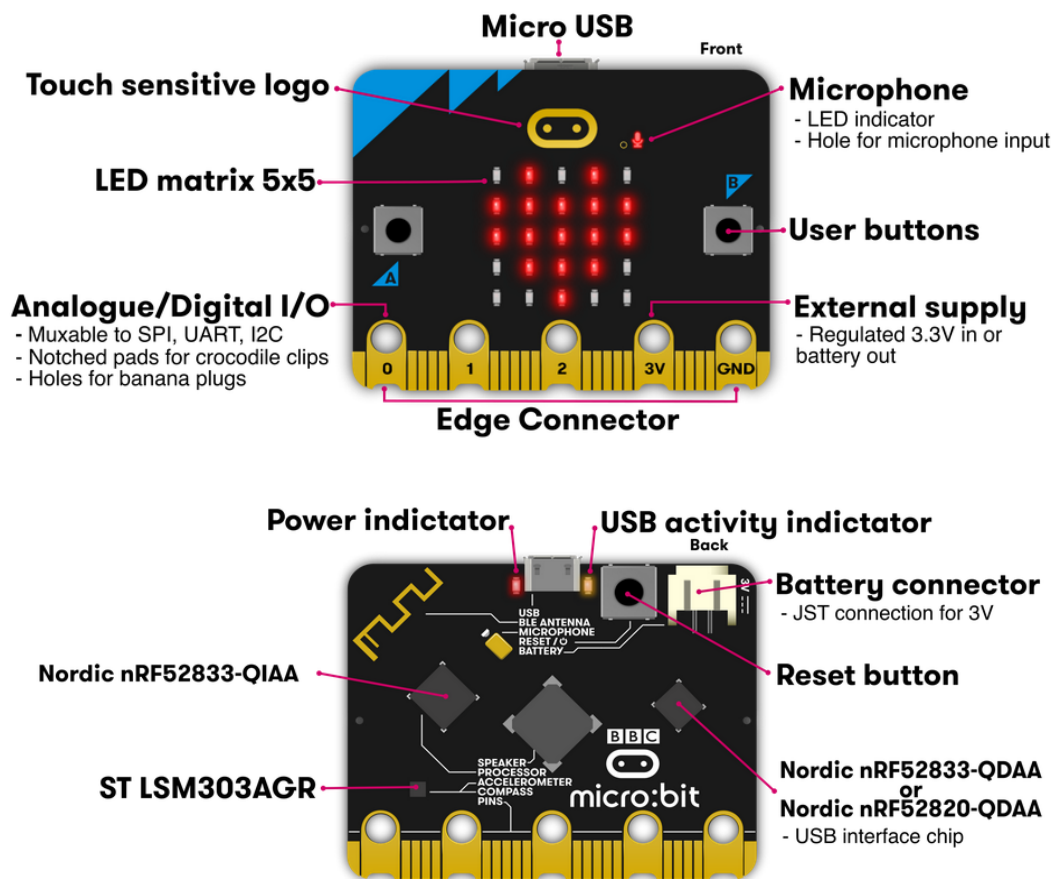 Micro USB
Front
Touch sensitive logo
Microphone
- LED indicator
- Hole for microphone input
LED matrix 5x5
B
User buttons
A
Analogue/Digital I/O
- Muxable to SPI, UART, I2C
- Notched pads for crocodile clips
- Holes for banana plugs
External supply
- Regulated 3.3V in or
battery out
0 1 2 3V GND
Edge Connector
Power indictator
USB activity indictator
Back
Battery connector
- JST connection for 3V
3V
USB
BLE ANTENNA
MICROPHONE
RESET /
BATTERY
Nordic nRF52833-QIAA
Reset button
BBC
micro:bit
SPEAKER
PROCESSOR
ACCELEROMETER
COMPASS
PINS
ST LSM303AGR
Nordic nRF52833-QDAA
or
Nordic nRF52820-QDAA
- USB interface chip